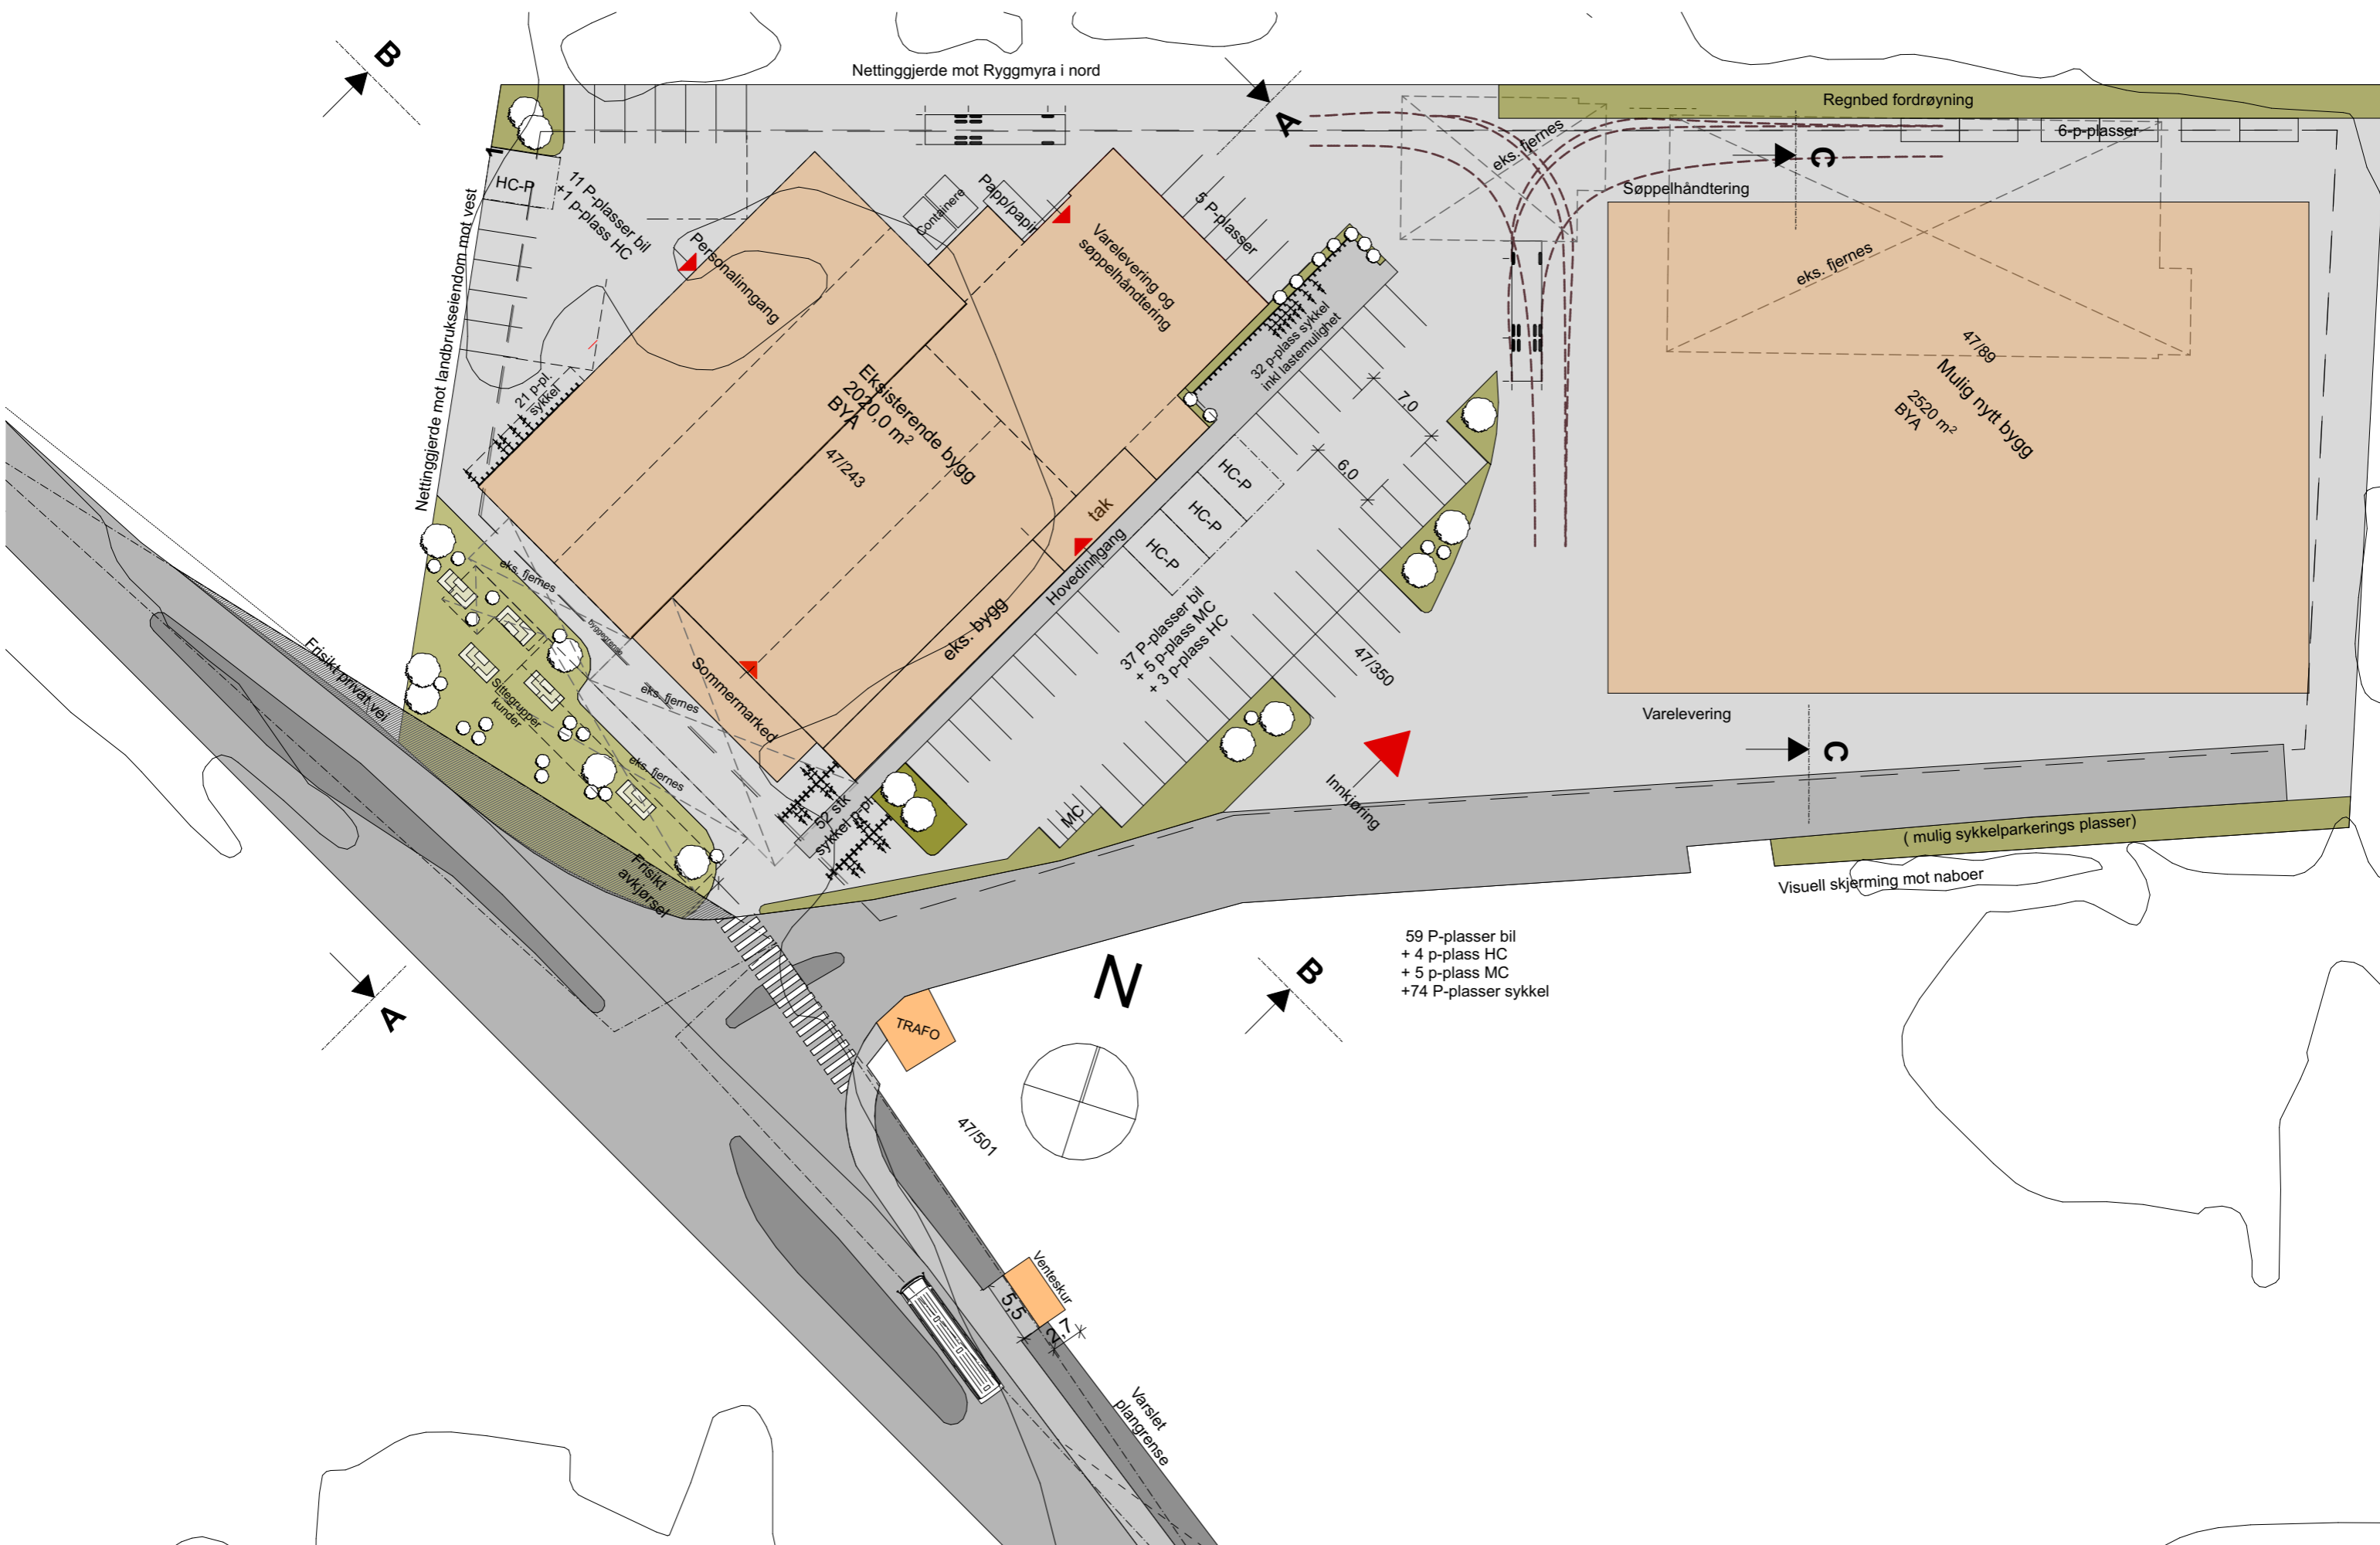 B
Nettinggjerde mot Ryggmyra i nord
A
Regnbed fordrøyning
6-p-plasser
eks. fjernes
C
HC-P
11 P-plasser bil
+1 p-plass HC
Containere
Papp/papir
5 P-plasser
Søppelhåndtering
Nettinggjerde mot landbrukseiendom mot vest
Personalinngang
Varelevering og
søppelhåndtering
eks. fjernes
21 p-pl.
sykkel
32 p-plass sykkel
inkl lastemulighet
Eksisterende bygg
2020,0 m²
BYA
47/243
7,0
6,0
47/89
Mulig nytt bygg
2520 m²
BYA
HC-P
HC-P
HC-P
tak
Hovedinngang
eks. bygg
eks. fjernes
byggegrense
Sittegrupper
kunder
eks. fjernes
Sommermarked
eks. fjernes
37 P-plasser bil
+ 5 p-plass MC
+ 3 p-plass HC
47/350
Frisikt privat vei
Varelevering
C
Innkjøring
MC
52 stk
sykkel p-pl.
Frisikt
avkjørsel
( mulig sykkelparkerings plasser)
Visuell skjerming mot naboer
59 P-plasser bil
+ 4 p-plass HC
+ 5 p-plass MC
+74 P-plasser sykkel
A
N
B
TRAFO
47/501
Venteskur
5,5
2,7
Varslet
plangrense